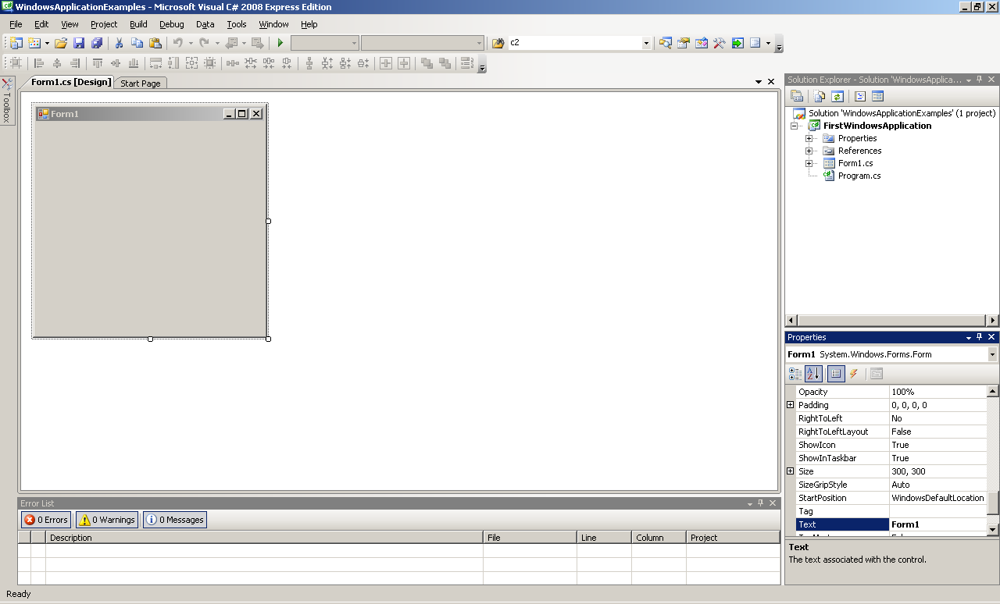 WindowsApplicationExamples - Microsoft Visual C# 2008 Express Edition
File Edit View Project Build Debug Data Tools Window Help
c2
Toolbox
Form1.cs [Design] Start Page
Form1
Solution Explorer - Solution 'WindowsApplica...
Solution 'WindowsApplicationExamples' (1 project)
FirstWindowsApplication
Properties
References
Form1.cs
Program.cs
Properties
Form1 System.Windows.Forms.Form
Opacity 100%
Padding 0, 0, 0, 0
RightToLeft No
RightToLeftLayout False
ShowIcon True
ShowInTaskbar True
Size 300, 300
SizeGripStyle Auto
StartPosition WindowsDefaultLocation
Tag
Text Form1
Text
The text associated with the control.
Error List
0 Errors 0 Warnings 0 Messages
Description File Line Column Project
Ready